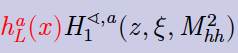 h_L^a(x) H_1^{∢,a}(z, ξ, M_{hh}^2)